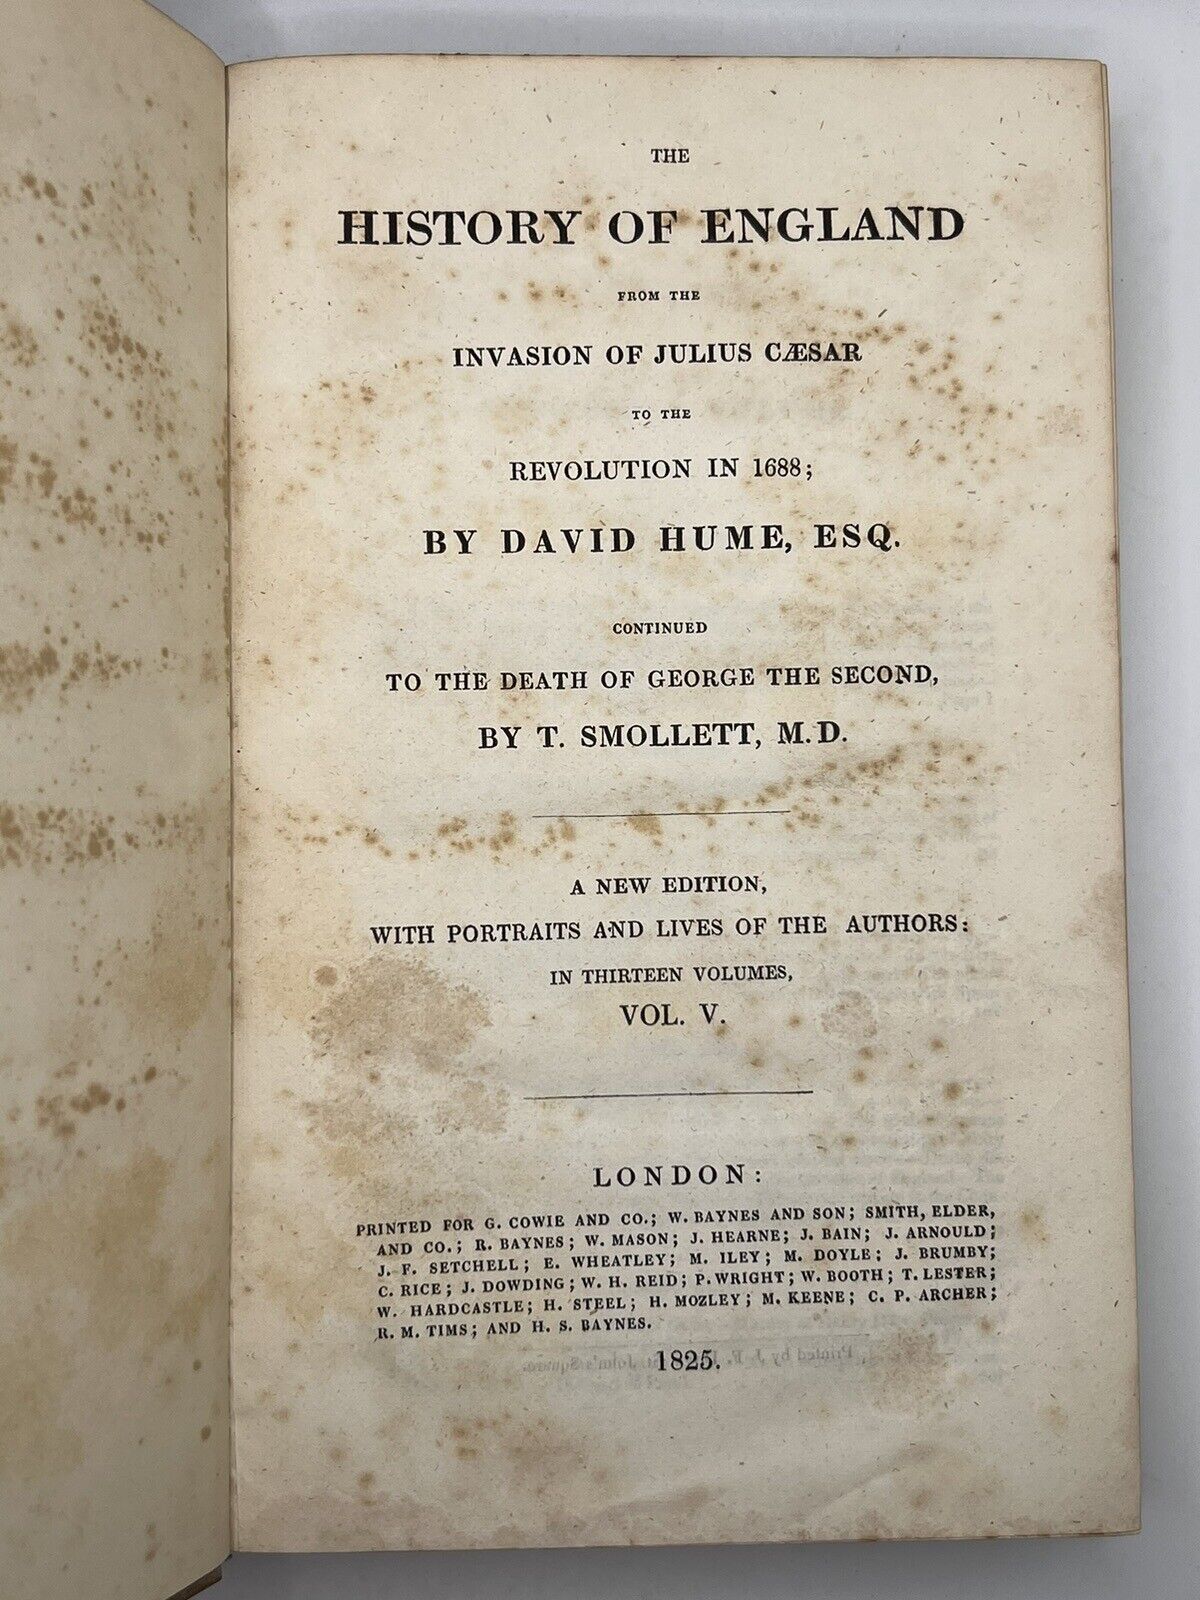 THE
HISTORY OF ENGLAND
FROM THE
INVASION OF JULIUS CÆSAR
TO THE
REVOLUTION IN 1688;
BY DAVID HUME, ESQ.
CONTINUED
TO THE DEATH OF GEORGE THE SECOND,
BY T. SMOLLETT, M.D.
A NEW EDITION,
WITH PORTRAITS AND LIVES OF THE AUTHORS:
IN THIRTEEN VOLUMES,
VOL. V.
LONDON:
PRINTED FOR G. COWIE AND CO.; W. BAYNES AND SON; SMITH, ELDER,
AND CO.; R. BAYNES; W. MASON; J. HEARNE; J. BAIN; J. ARNOULD;
J. F. SETCHELL; E. WHEATLEY; M. ILEY; M. DOYLE; J. BRUMBY;
C. RICE; J. DOWDING; W. H. REID; P. WRIGHT; W. BOOTH; T. LESTER;
W. HARDCASTLE; H. STEEL; H. MOZLEY; M. KEENE; C. P. ARCHER;
R. M. TIMS; AND H. S. BAYNES.
1825.